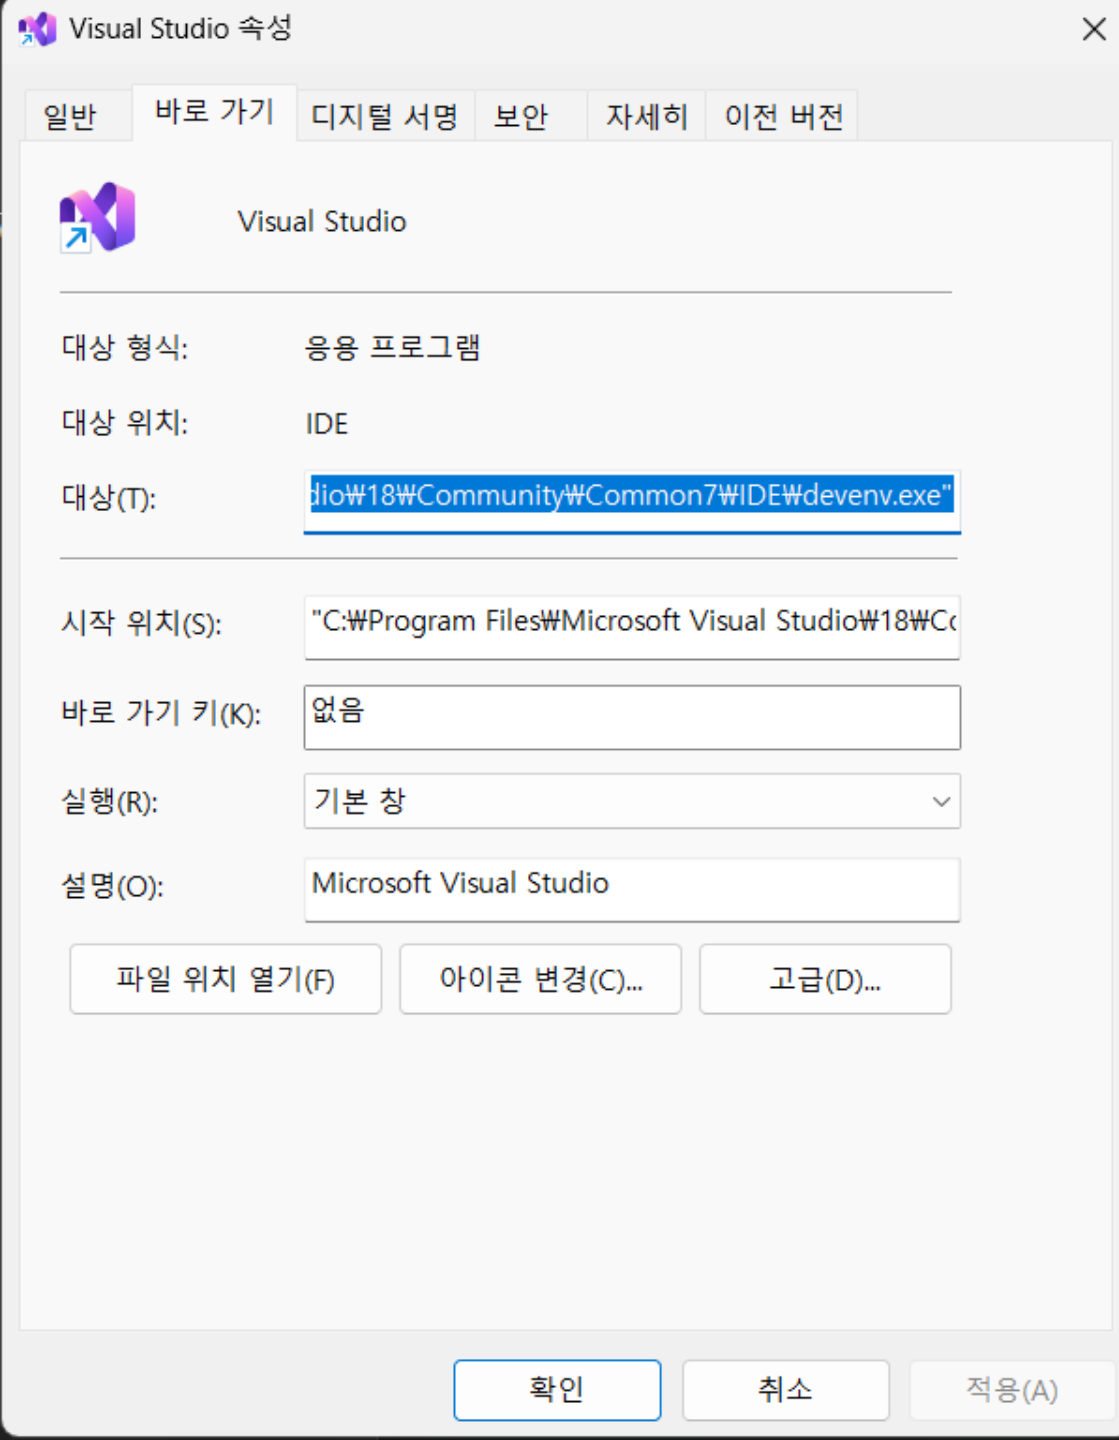 Visual Studio 속성
일반 바로 가기 디지털 서명 보안 자세히 이전 버전
Visual Studio
대상 형식: 응용 프로그램
대상 위치: IDE
대상(T): dio₩18₩Community₩Common7₩IDE₩devenv.exe"
시작 위치(S): "C:₩Program Files₩Microsoft Visual Studio₩18₩Co
바로 가기 키(K): 없음
실행(R): 기본 창
설명(O): Microsoft Visual Studio
파일 위치 열기(F) 아이콘 변경(C)... 고급(D)...
확인 취소 적용(A)